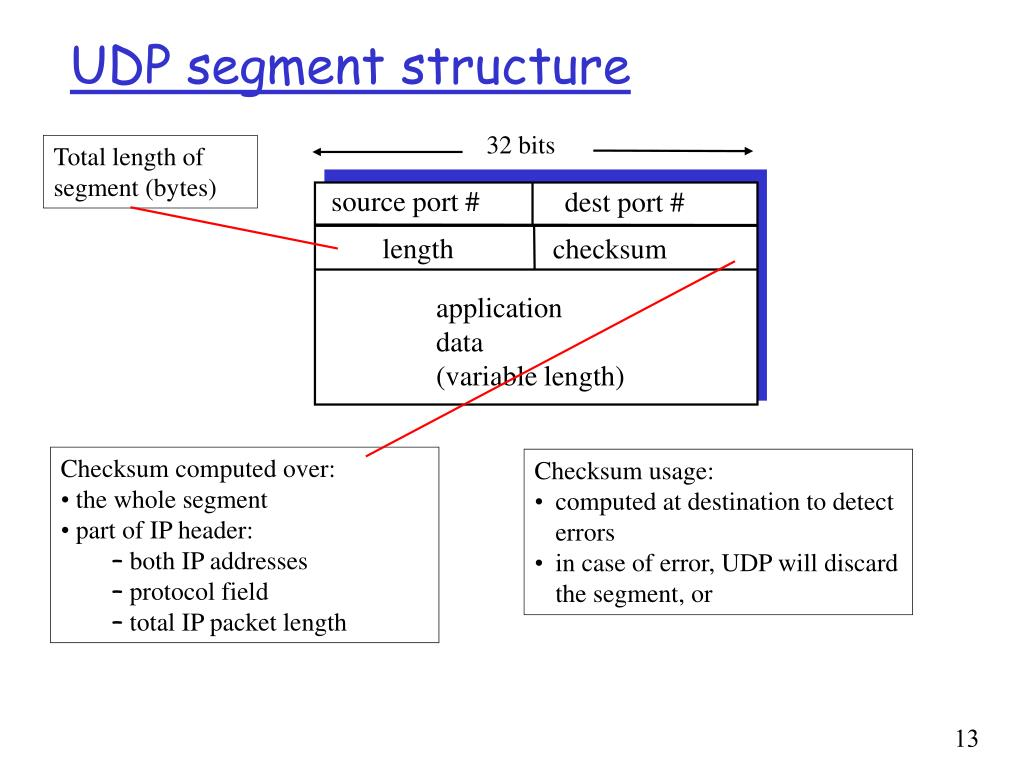 UDP segment structure
Total length of
segment (bytes)
32 bits
source port #
dest port #
length
checksum
application
data
(variable length)
Checksum computed over:
• the whole segment
• part of IP header:
– both IP addresses
– protocol field
– total IP packet length
Checksum usage:
• computed at destination to detect
errors
• in case of error, UDP will discard
the segment, or
13